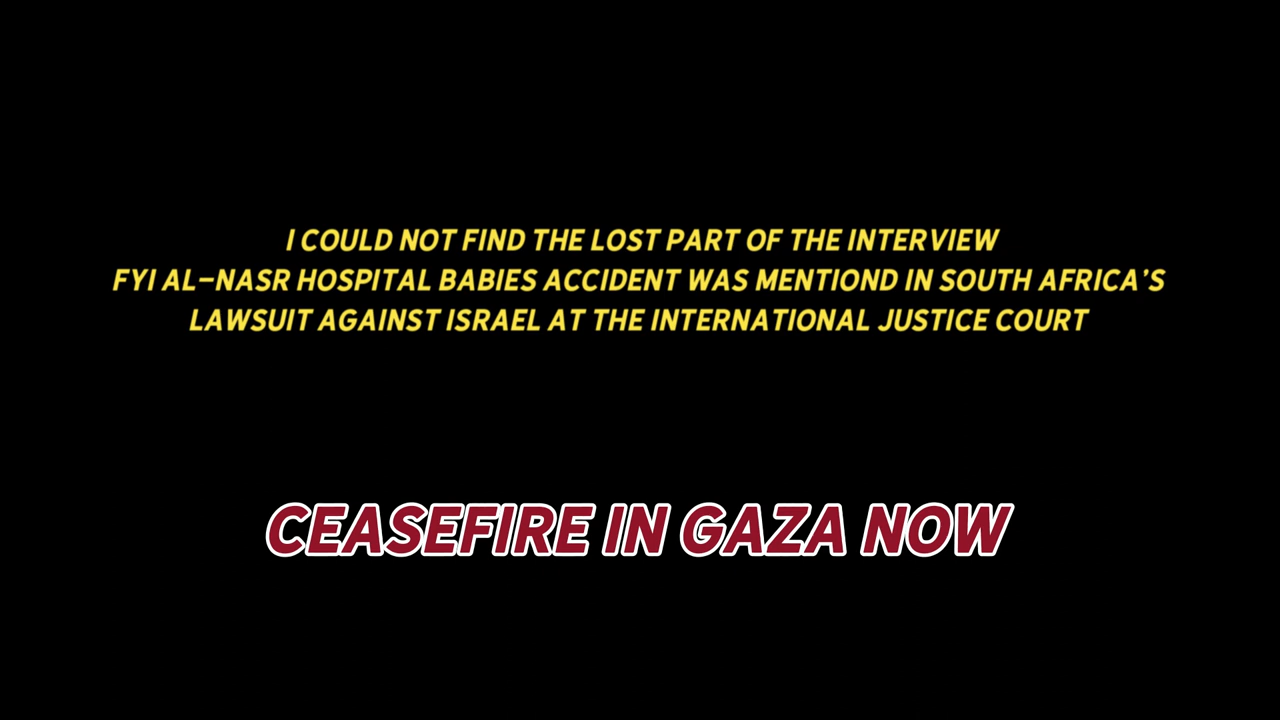 I COULD NOT FIND THE LOST PART OF THE INTERVIEW
FYI AL-NASR HOSPITAL BABIES ACCIDENT WAS MENTIOND IN SOUTH AFRICA'S
LAWSUIT AGAINST ISRAEL AT THE INTERNATIONAL JUSTICE COURT
CEASEFIRE IN GAZA NOW